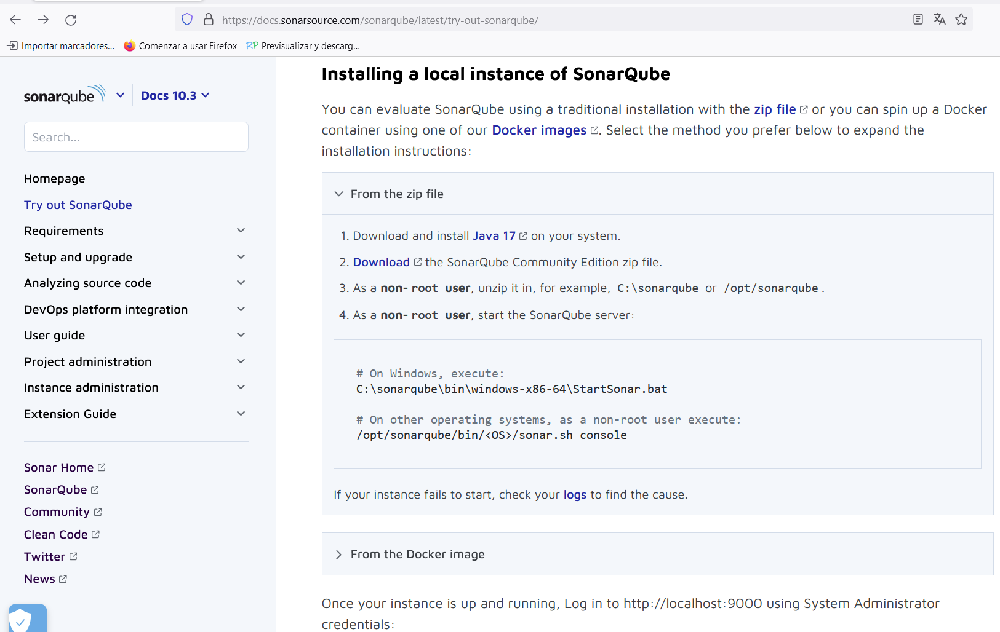 https://docs.sonarsource.com/sonarqube/latest/try-out-sonarqube/
Importar marcadores... Comenzar a usar Firefox RP Previsualizar y descarg...
sonarqube Docs 10.3
Search...
Homepage
Try out SonarQube
Requirements
Setup and upgrade
Analyzing source code
DevOps platform integration
User guide
Project administration
Instance administration
Extension Guide
Sonar Home
SonarQube
Community
Clean Code
Twitter
News
Installing a local instance of SonarQube
You can evaluate SonarQube using a traditional installation with the zip file or you can spin up a Docker
container using one of our Docker images. Select the method you prefer below to expand the
installation instructions:
From the zip file
1. Download and install Java 17 on your system.
2. Download the SonarQube Community Edition zip file.
3. As a non- root user, unzip it in, for example, C:\sonarqube or /opt/sonarqube.
4. As a non- root user, start the SonarQube server:
# On Windows, execute:
C:\sonarqube\bin\windows-x86-64\StartSonar.bat
# On other operating systems, as a non-root user execute:
/opt/sonarqube/bin/<OS>/sonar.sh console
If your instance fails to start, check your logs to find the cause.
From the Docker image
Once your instance is up and running, Log in to http://localhost:9000 using System Administrator
credentials: